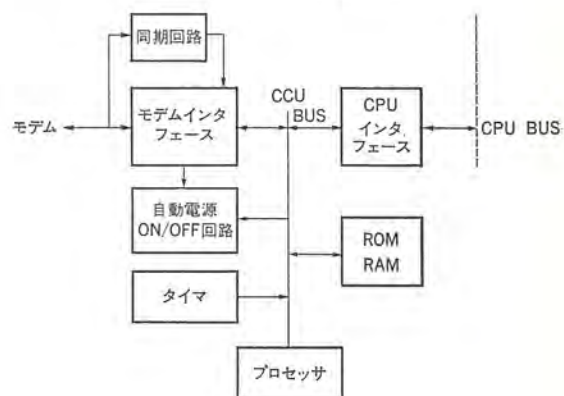 同期回路
モデム
モデムインタ
フェース
CCU
BUS
CPU
インタ
フェース
CPU BUS
自動電源
ON/OFF回路
ROM
RAM
タイマ
プロセッサ